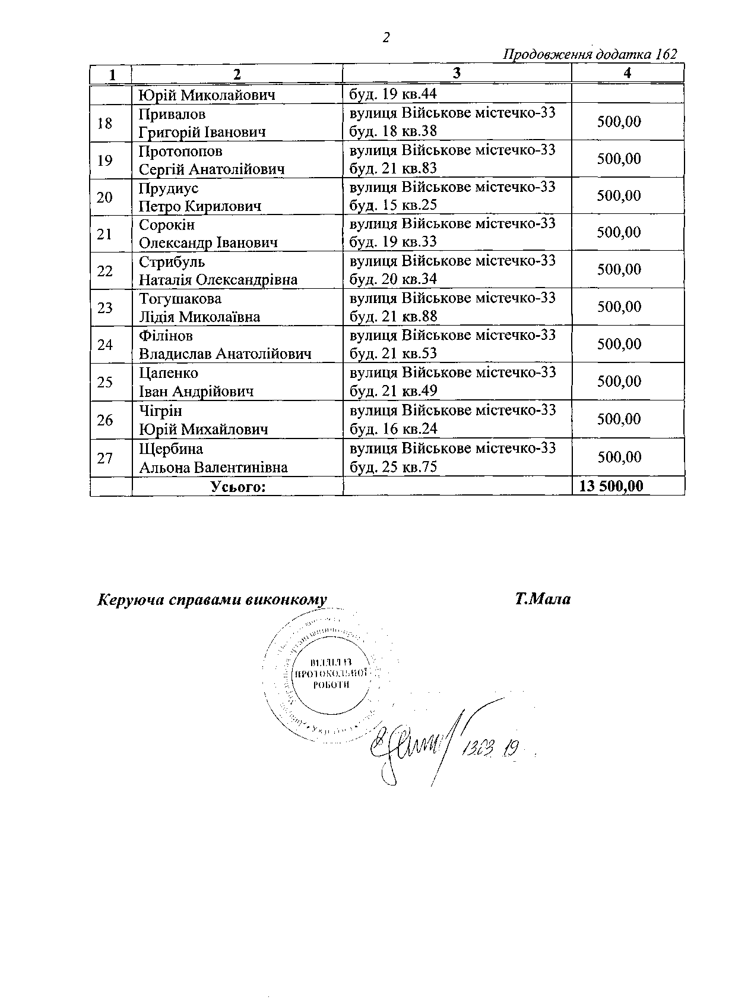 2
Продовження додатка 162
1 2 3 4
Юрій Миколайович буд. 19 кв.44
18 Привалов вулиця Військове містечко-33 500,00
Григорій Іванович буд. 18 кв.38
19 Протопопов вулиця Військове містечко-33 500,00
Сергій Анатолійович буд. 21 кв.83
20 Прудиус вулиця Військове містечко-33 500,00
Петро Кирилович буд. 15 кв.25
21 Сорокін вулиця Військове містечко-33 500,00
Олександр Іванович буд. 19 кв.33
22 Стрибуль вулиця Військове містечко-33 500,00
Наталія Олександрівна буд. 20 кв.34
23 Тогушакова вулиця Військове містечко-33 500,00
Лідія Миколаївна буд. 21 кв.88
24 Філінов вулиця Військове містечко-33 500,00
Владислав Анатолійович буд. 21 кв.53
25 Цапенко вулиця Військове містечко-33 500,00
Іван Андрійович буд. 21 кв.49
26 Чігрін вулиця Військове містечко-33 500,00
Юрій Михайлович буд. 16 кв.24
27 Щербина вулиця Військове містечко-33 500,00
Альона Валентинівна буд. 25 кв.75
Усього: 13 500,00
Керуюча справами виконкому Т.Мала
ВІДДІЛ ІЗ
ПРОТОКОЛЬНОЇ
РОБОТИ
13.03.19